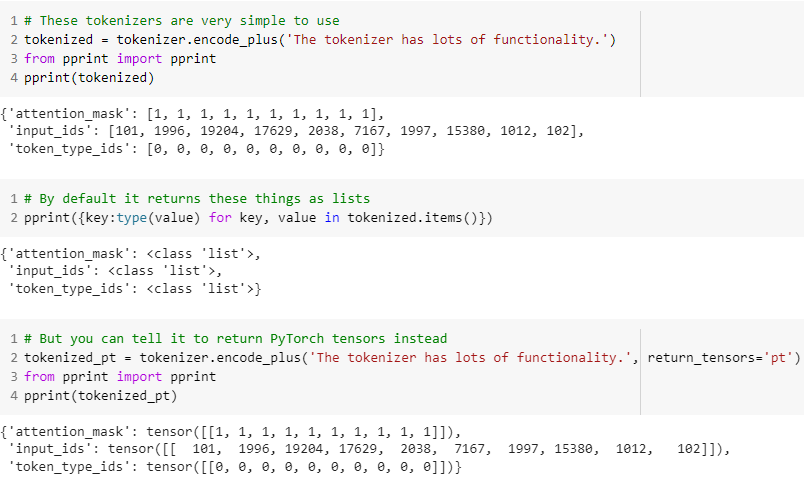 1 # These tokenizers are very simple to use
2 tokenized = tokenizer.encode_plus('The tokenizer has lots of functionality.')
3 from pprint import pprint
4 pprint(tokenized)
{'attention_mask': [1, 1, 1, 1, 1, 1, 1, 1, 1, 1],
'input_ids': [101, 1996, 19204, 17629, 2038, 7167, 1997, 15380, 1012, 102],
'token_type_ids': [0, 0, 0, 0, 0, 0, 0, 0, 0, 0]}
1 # By default it returns these things as lists
2 pprint({key:type(value) for key, value in tokenized.items()})
{'attention_mask': <class 'list'>,
'input_ids': <class 'list'>,
'token_type_ids': <class 'list'>}
1 # But you can tell it to return PyTorch tensors instead
2 tokenized_pt = tokenizer.encode_plus('The tokenizer has lots of functionality.', return_tensors='pt')
3 from pprint import pprint
4 pprint(tokenized_pt)
{'attention_mask': tensor([[1, 1, 1, 1, 1, 1, 1, 1, 1, 1]]),
'input_ids': tensor([[  101,  1996, 19204, 17629,  2038,  7167,  1997, 15380,  1012,   102]]),
'token_type_ids': tensor([[0, 0, 0, 0, 0, 0, 0, 0, 0, 0]])}